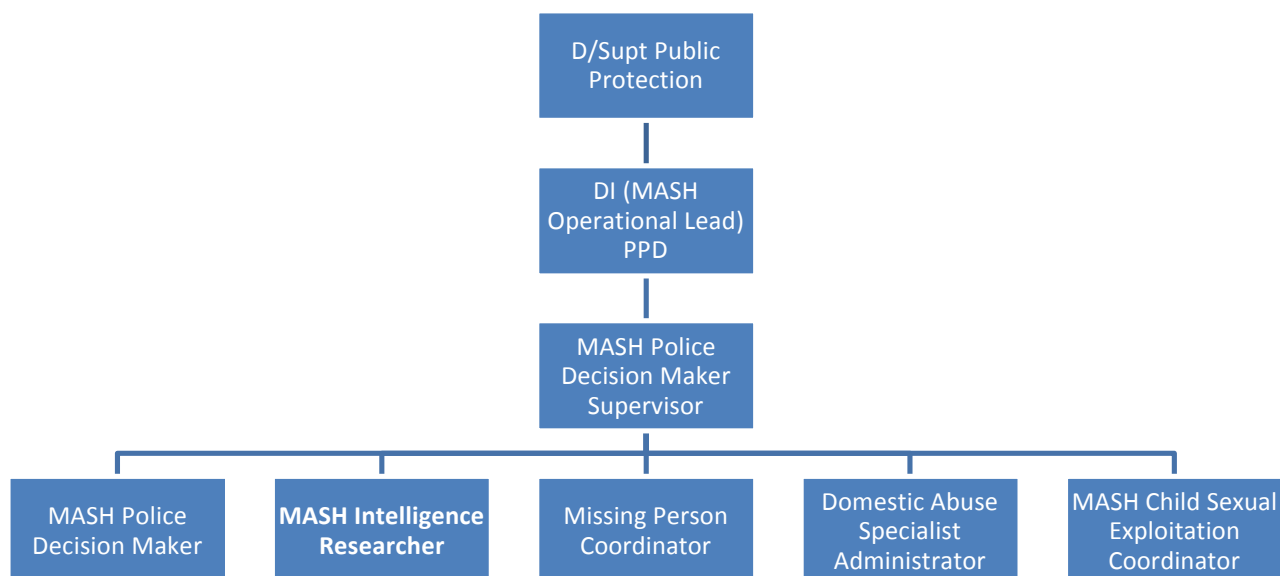 D/Supt Public
Protection
DI (MASH
Operational Lead)
PPD
MASH Police
Decision Maker
Supervisor
MASH Police
Decision Maker
MASH Intelligence
Researcher
Missing Person
Coordinator
Domestic Abuse
Specialist
Administrator
MASH Child Sexual
Exploitation
Coordinator